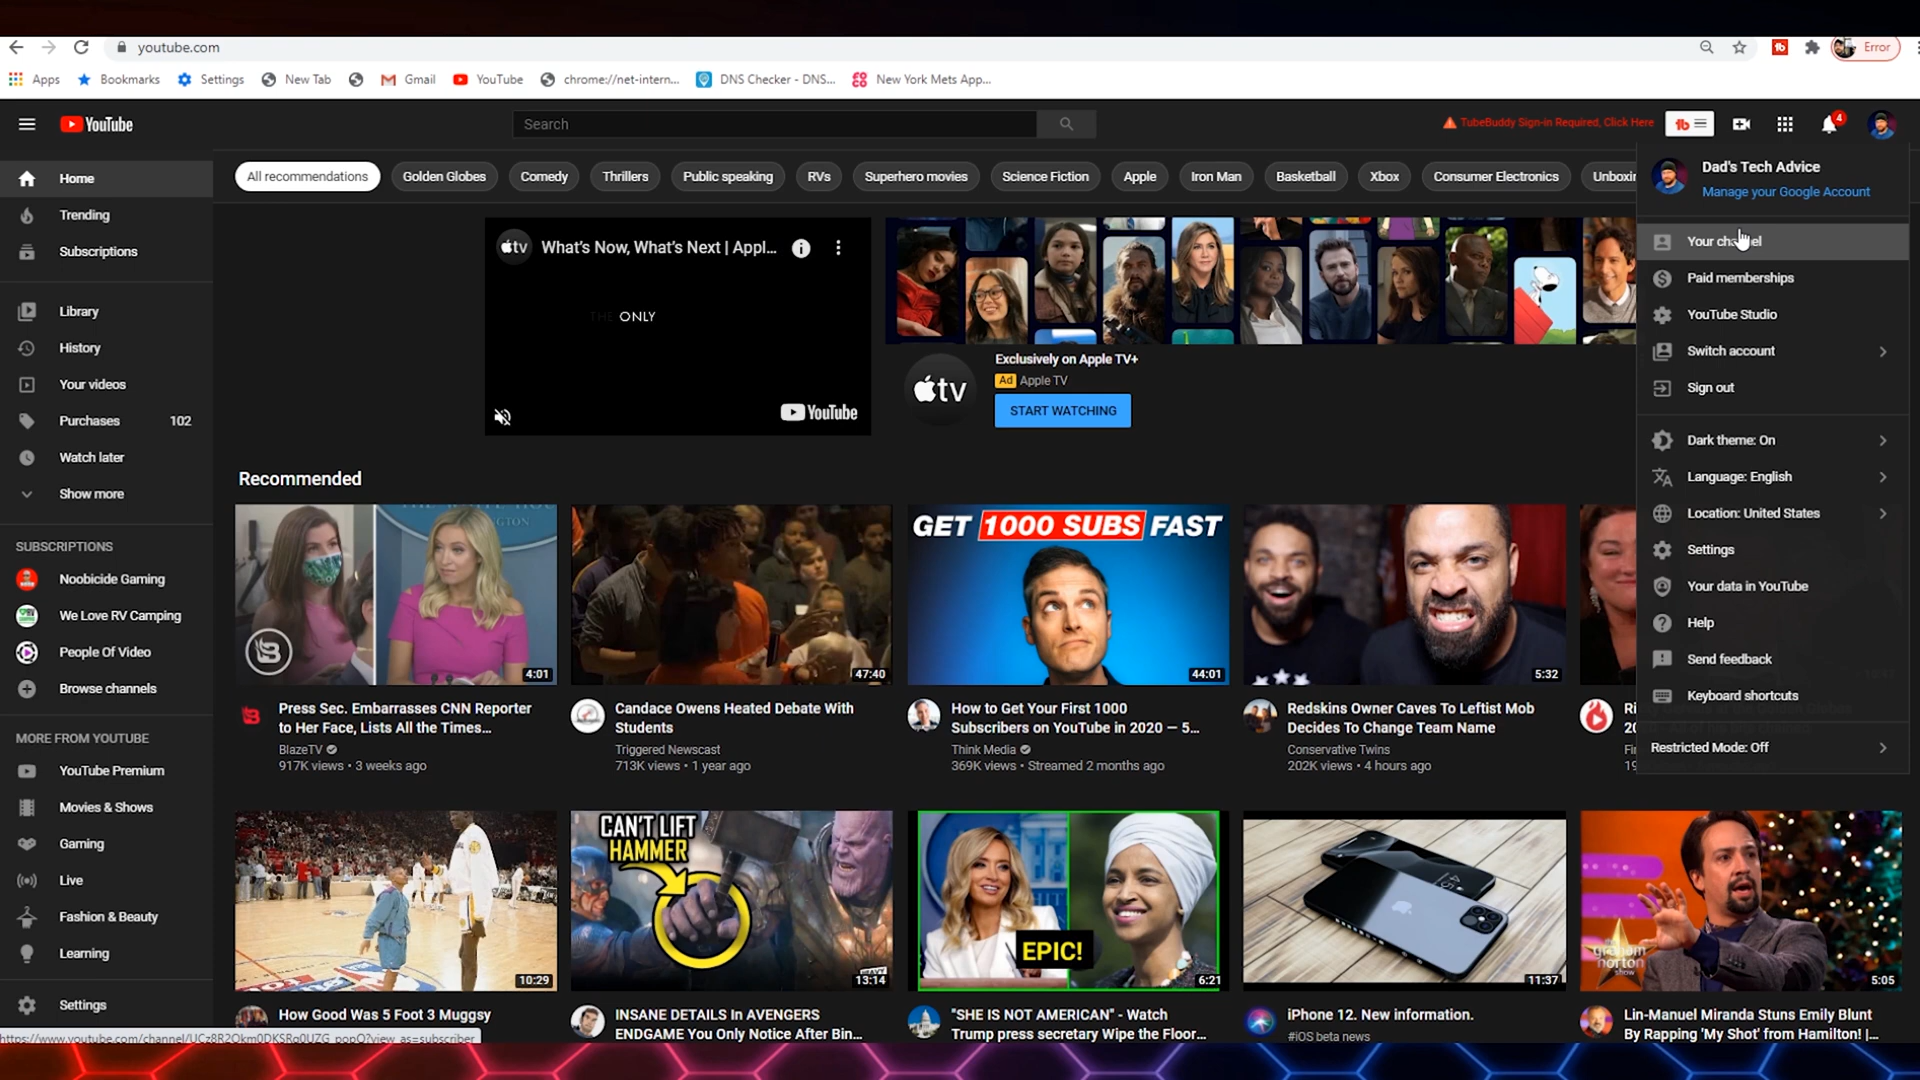 youtube.com
Error
Apps
Bookmarks
Settings
New Tab
Gmail
YouTube
chrome://net-intern...
DNS Checker - DNS...
New York Mets App...
YouTube
Search
TubeBuddy Sign-in Required, Click Here
tb
4
Home
Trending
Subscriptions
Library
History
Your videos
Purchases 102
Watch later
Show more
SUBSCRIPTIONS
Noobicide Gaming
We Love RV Camping
People Of Video
Browse channels
MORE FROM YOUTUBE
YouTube Premium
Movies & Shows
Gaming
Live
Fashion & Beauty
Learning
Settings
All recommendations
Golden Globes
Comedy
Thrillers
Public speaking
RVs
Superhero movies
Science Fiction
Apple
Iron Man
Basketball
Xbox
Consumer Electronics
Unboxin
tv
What's Now, What's Next | Appl...
THE ONLY
YouTube
tv
Exclusively on Apple TV+
Ad Apple TV
START WATCHING
Recommended
4:01
Press Sec. Embarrasses CNN Reporter
to Her Face, Lists All the Times...
BlazeTV
917K views • 3 weeks ago
47:40
Candace Owens Heated Debate With
Students
Triggered Newscast
713K views • 1 year ago
GET 1000 SUBS FAST
44:01
How to Get Your First 1000
Subscribers on YouTube in 2020 — 5...
Think Media
369K views • Streamed 2 months ago
5:32
Redskins Owner Caves To Leftist Mob
Decides To Change Team Name
Conservative Twins
202K views • 4 hours ago
10:29
How Good Was 5 Foot 3 Muggsy
CAN'T LIFT
HAMMER
13:14
INSANE DETAILS In AVENGERS
ENDGAME You Only Notice After Bin...
EPIC!
6:21
"SHE IS NOT AMERICAN" - Watch
Trump press secretary Wipe the Floor...
11:37
iPhone 12. New information.
#iOS beta news
graham
norton
show
5:05
Lin-Manuel Miranda Stuns Emily Blunt
By Rapping 'My Shot' from Hamilton! |...
Dad's Tech Advice
Manage your Google Account
Your channel
Paid memberships
YouTube Studio
Switch account
Sign out
Dark theme: On
Language: English
Location: United States
Settings
Your data in YouTube
Help
Send feedback
Keyboard shortcuts
Restricted Mode: Off